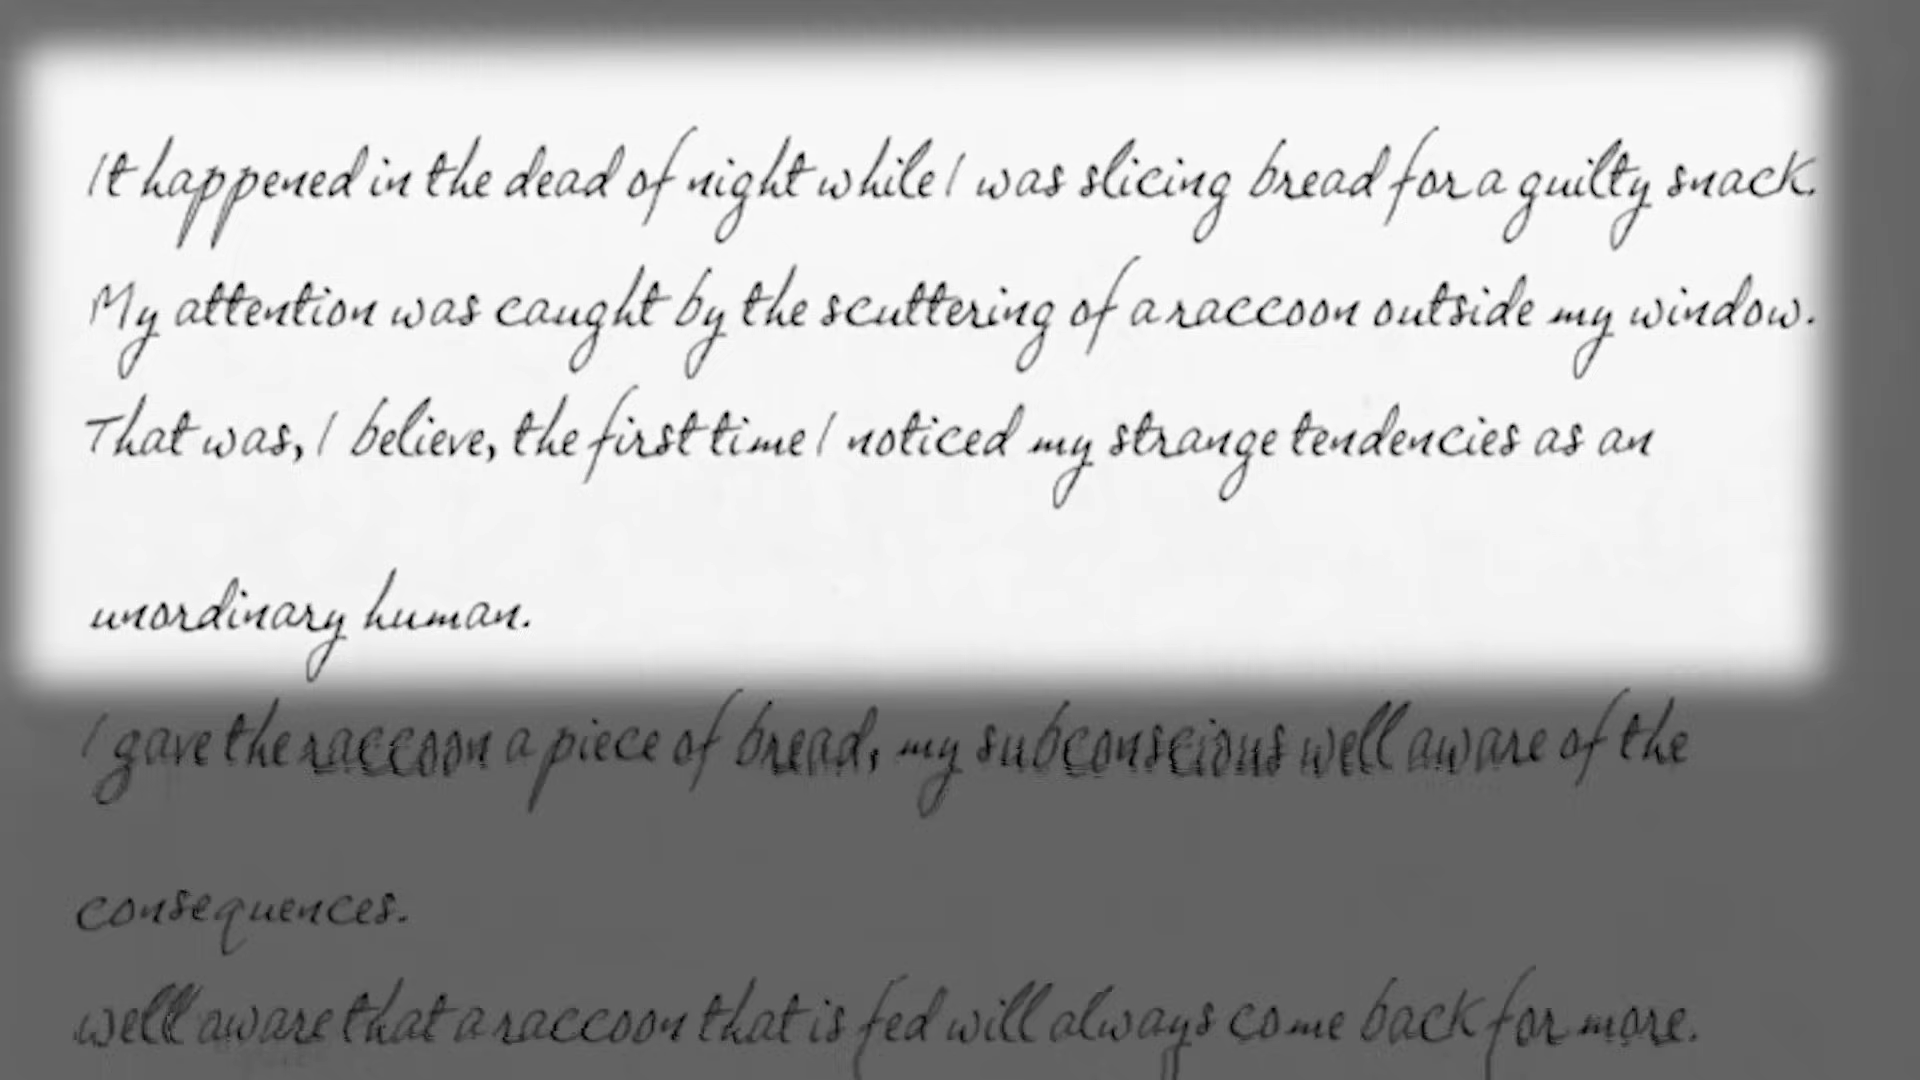 It happened in the dead of night while I was slicing bread for a guilty snack.
My attention was caught by the scuttering of a raccoon outside my window.
That was, I believe, the first time I noticed my strange tendencies as an
unordinary human.
I gave the raccoon a piece of bread, my subconscious well aware of the
consequences.
well aware that a raccoon that is fed will always come back for more.